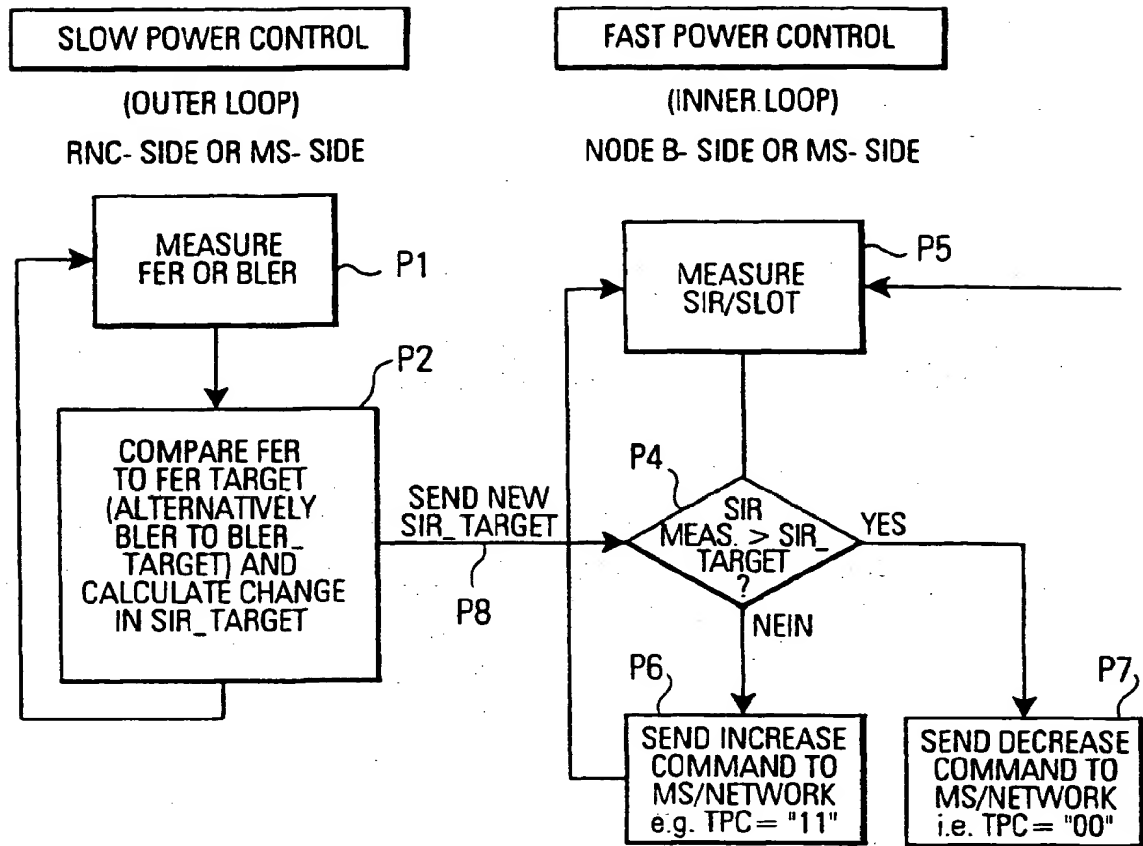 SLOW POWER CONTROL
(OUTER LOOP)
RNC- SIDE OR MS- SIDE
MEASURE
FER OR BLER
P1
P2
COMPARE FER
TO FER TARGET
(ALTERNATIVELY
BLER TO BLER_
TARGET) AND
CALCULATE CHANGE
IN SIR_TARGET
SEND NEW
SIR_TARGET
P8
FAST POWER CONTROL
(INNER LOOP)
NODE B- SIDE OR MS- SIDE
P5
MEASURE
SIR/SLOT
P4
SIR
MEAS. > SIR_
TARGET
?
YES
NEIN
P6
SEND INCREASE
COMMAND TO
MS/NETWORK
e.g. TPC = "11"
P7
SEND DECREASE
COMMAND TO
MS/NETWORK
i.e. TPC = "00"